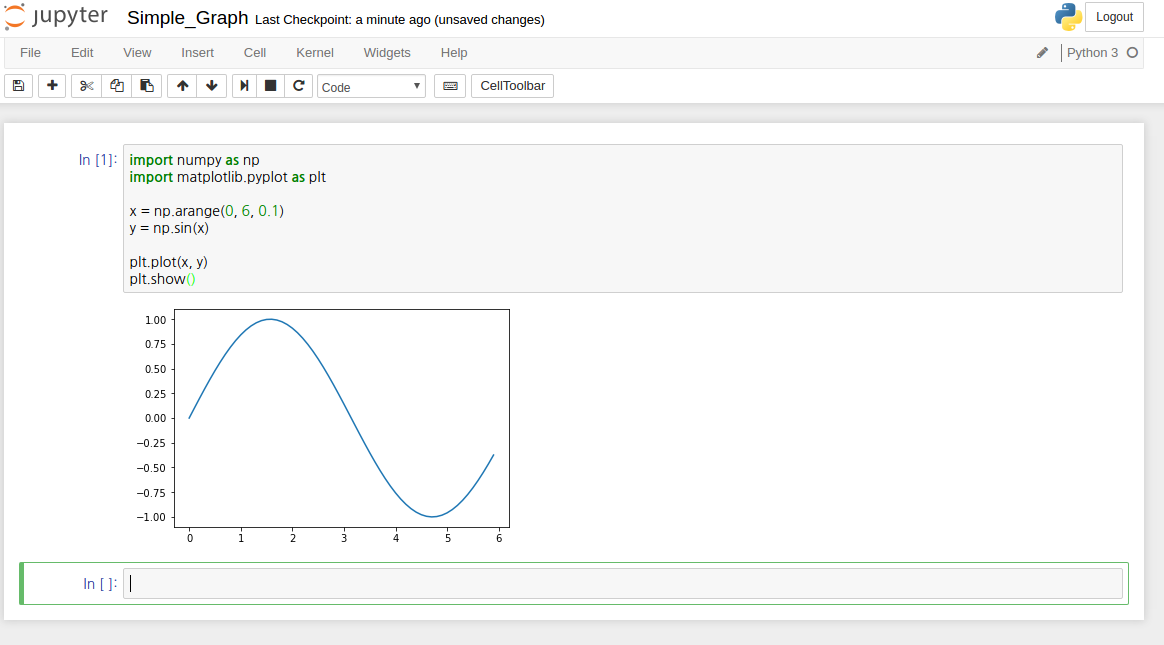 jupyter Simple_Graph Last Checkpoint: a minute ago (unsaved changes) Logout
File Edit View Insert Cell Kernel Widgets Help Python 3
Code CellToolbar
In [1]: import numpy as np
import matplotlib.pyplot as plt
x = np.arange(0, 6, 0.1)
y = np.sin(x)
plt.plot(x, y)
plt.show()
1.00
0.75
0.50
0.25
0.00
−0.25
−0.50
−0.75
−1.00
0 1 2 3 4 5 6
In [ ]: